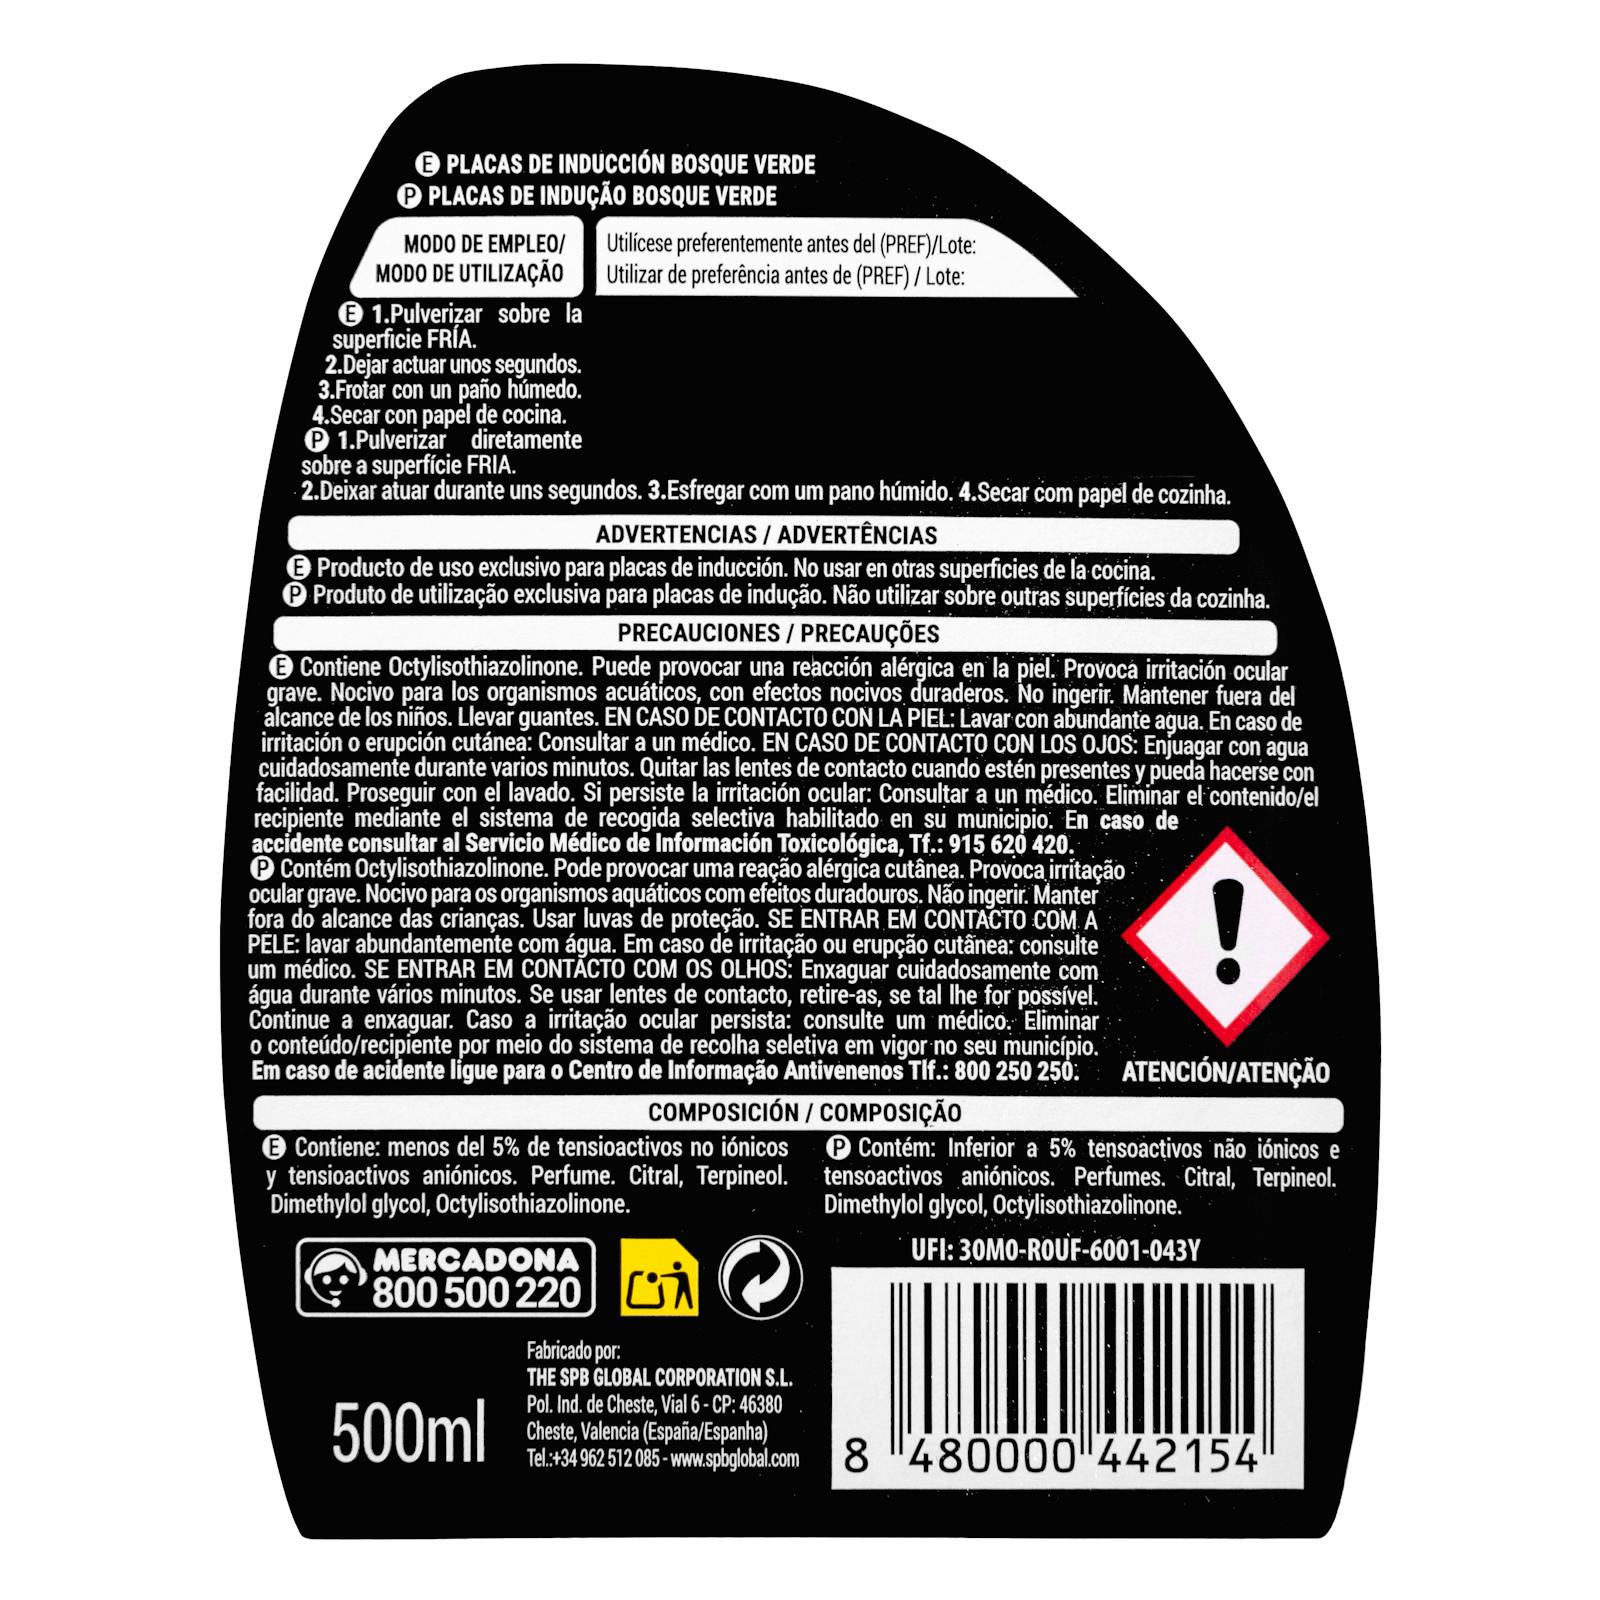 E PLACAS DE INDUCCIÓN BOSQUE VERDE
P PLACAS DE INDUÇÃO BOSQUE VERDE
MODO DE EMPLEO/
MODO DE UTILIZAÇÃO
Utilícese preferentemente antes del (PREF)/Lote:
Utilizar de preferência antes de (PREF) / Lote:
E 1.Pulverizar sobre la
superficie FRÍA.
2.Dejar actuar unos segundos.
3.Frotar con un paño húmedo.
4.Secar con papel de cocina.
P 1.Pulverizar diretamente
sobre a superfície FRIA.
2.Deixar atuar durante uns segundos. 3.Esfregar com um pano húmido. 4.Secar com papel de cozinha.
ADVERTENCIAS / ADVERTÊNCIAS
E Producto de uso exclusivo para placas de inducción. No usar en otras superficies de la cocina.
P Produto de utilização exclusiva para placas de indução. Não utilizar sobre outras superfícies da cozinha.
PRECAUCIONES / PRECAUÇÕES
E Contiene Octylisothiazolinone. Puede provocar una reacción alérgica en la piel. Provoca irritación ocular
grave. Nocivo para los organismos acuáticos, con efectos nocivos duraderos. No ingerir. Mantener fuera del
alcance de los niños. Llevar guantes. EN CASO DE CONTACTO CON LA PIEL: Lavar con abundante agua. En caso de
irritación o erupción cutánea: Consultar a un médico. EN CASO DE CONTACTO CON LOS OJOS: Enjuagar con agua
cuidadosamente durante varios minutos. Quitar las lentes de contacto cuando estén presentes y pueda hacerse con
facilidad. Proseguir con el lavado. Si persiste la irritación ocular: Consultar a un médico. Eliminar el contenido/el
recipiente mediante el sistema de recogida selectiva habilitado en su municipio. En caso de
accidente consultar al Servicio Médico de Información Toxicológica, Tf.: 915 620 420.
P Contém Octylisothiazolinone. Pode provocar uma reação alérgica cutânea. Provoca irritação
ocular grave. Nocivo para os organismos aquáticos com efeitos duradouros. Não ingerir. Manter
fora do alcance das crianças. Usar luvas de proteção. SE ENTRAR EM CONTACTO COM A
PELE: lavar abundantemente com água. Em caso de irritação ou erupção cutânea: consulte
um médico. SE ENTRAR EM CONTACTO COM OS OLHOS: Enxaguar cuidadosamente com
água durante vários minutos. Se usar lentes de contacto, retire-as, se tal lhe for possível.
Continue a enxaguar. Caso a irritação ocular persista: consulte um médico. Eliminar
o conteúdo/recipiente por meio do sistema de recolha seletiva em vigor no seu município.
Em caso de acidente ligue para o Centro de Informação Antivenenos Tlf.: 800 250 250.
ATENCIÓN/ATENÇÃO
COMPOSICIÓN / COMPOSIÇÃO
E Contiene: menos del 5% de tensioactivos no iónicos
y tensioactivos aniónicos. Perfume. Citral, Terpineol.
Dimethylol glycol, Octylisothiazolinone.
P Contém: Inferior a 5% tensoactivos não iónicos e
tensoactivos aniónicos. Perfumes. Citral, Terpineol.
Dimethylol glycol, Octylisothiazolinone.
MERCADONA
800 500 220
UFI: 30M0-R0UF-6001-043Y
Fabricado por:
THE SPB GLOBAL CORPORATION S.L.
Pol. Ind. de Cheste, Vial 6 - CP: 46380
Cheste, Valencia (España/Espanha)
Tel.:+34 962 512 085 - www.spbglobal.com
500ml
8 480000 442154